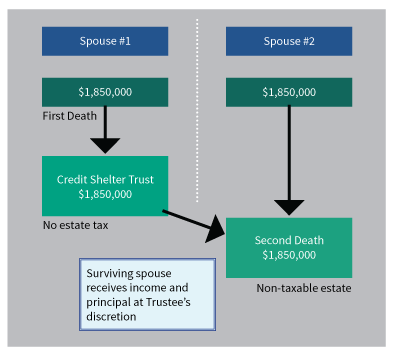 Spouse #1
Spouse #2
$1,850,000
$1,850,000
First Death
Credit Shelter Trust
$1,850,000
No estate tax
Second Death
$1,850,000
Non-taxable estate
Surviving spouse
receives income and
principal at Trustee's
discretion